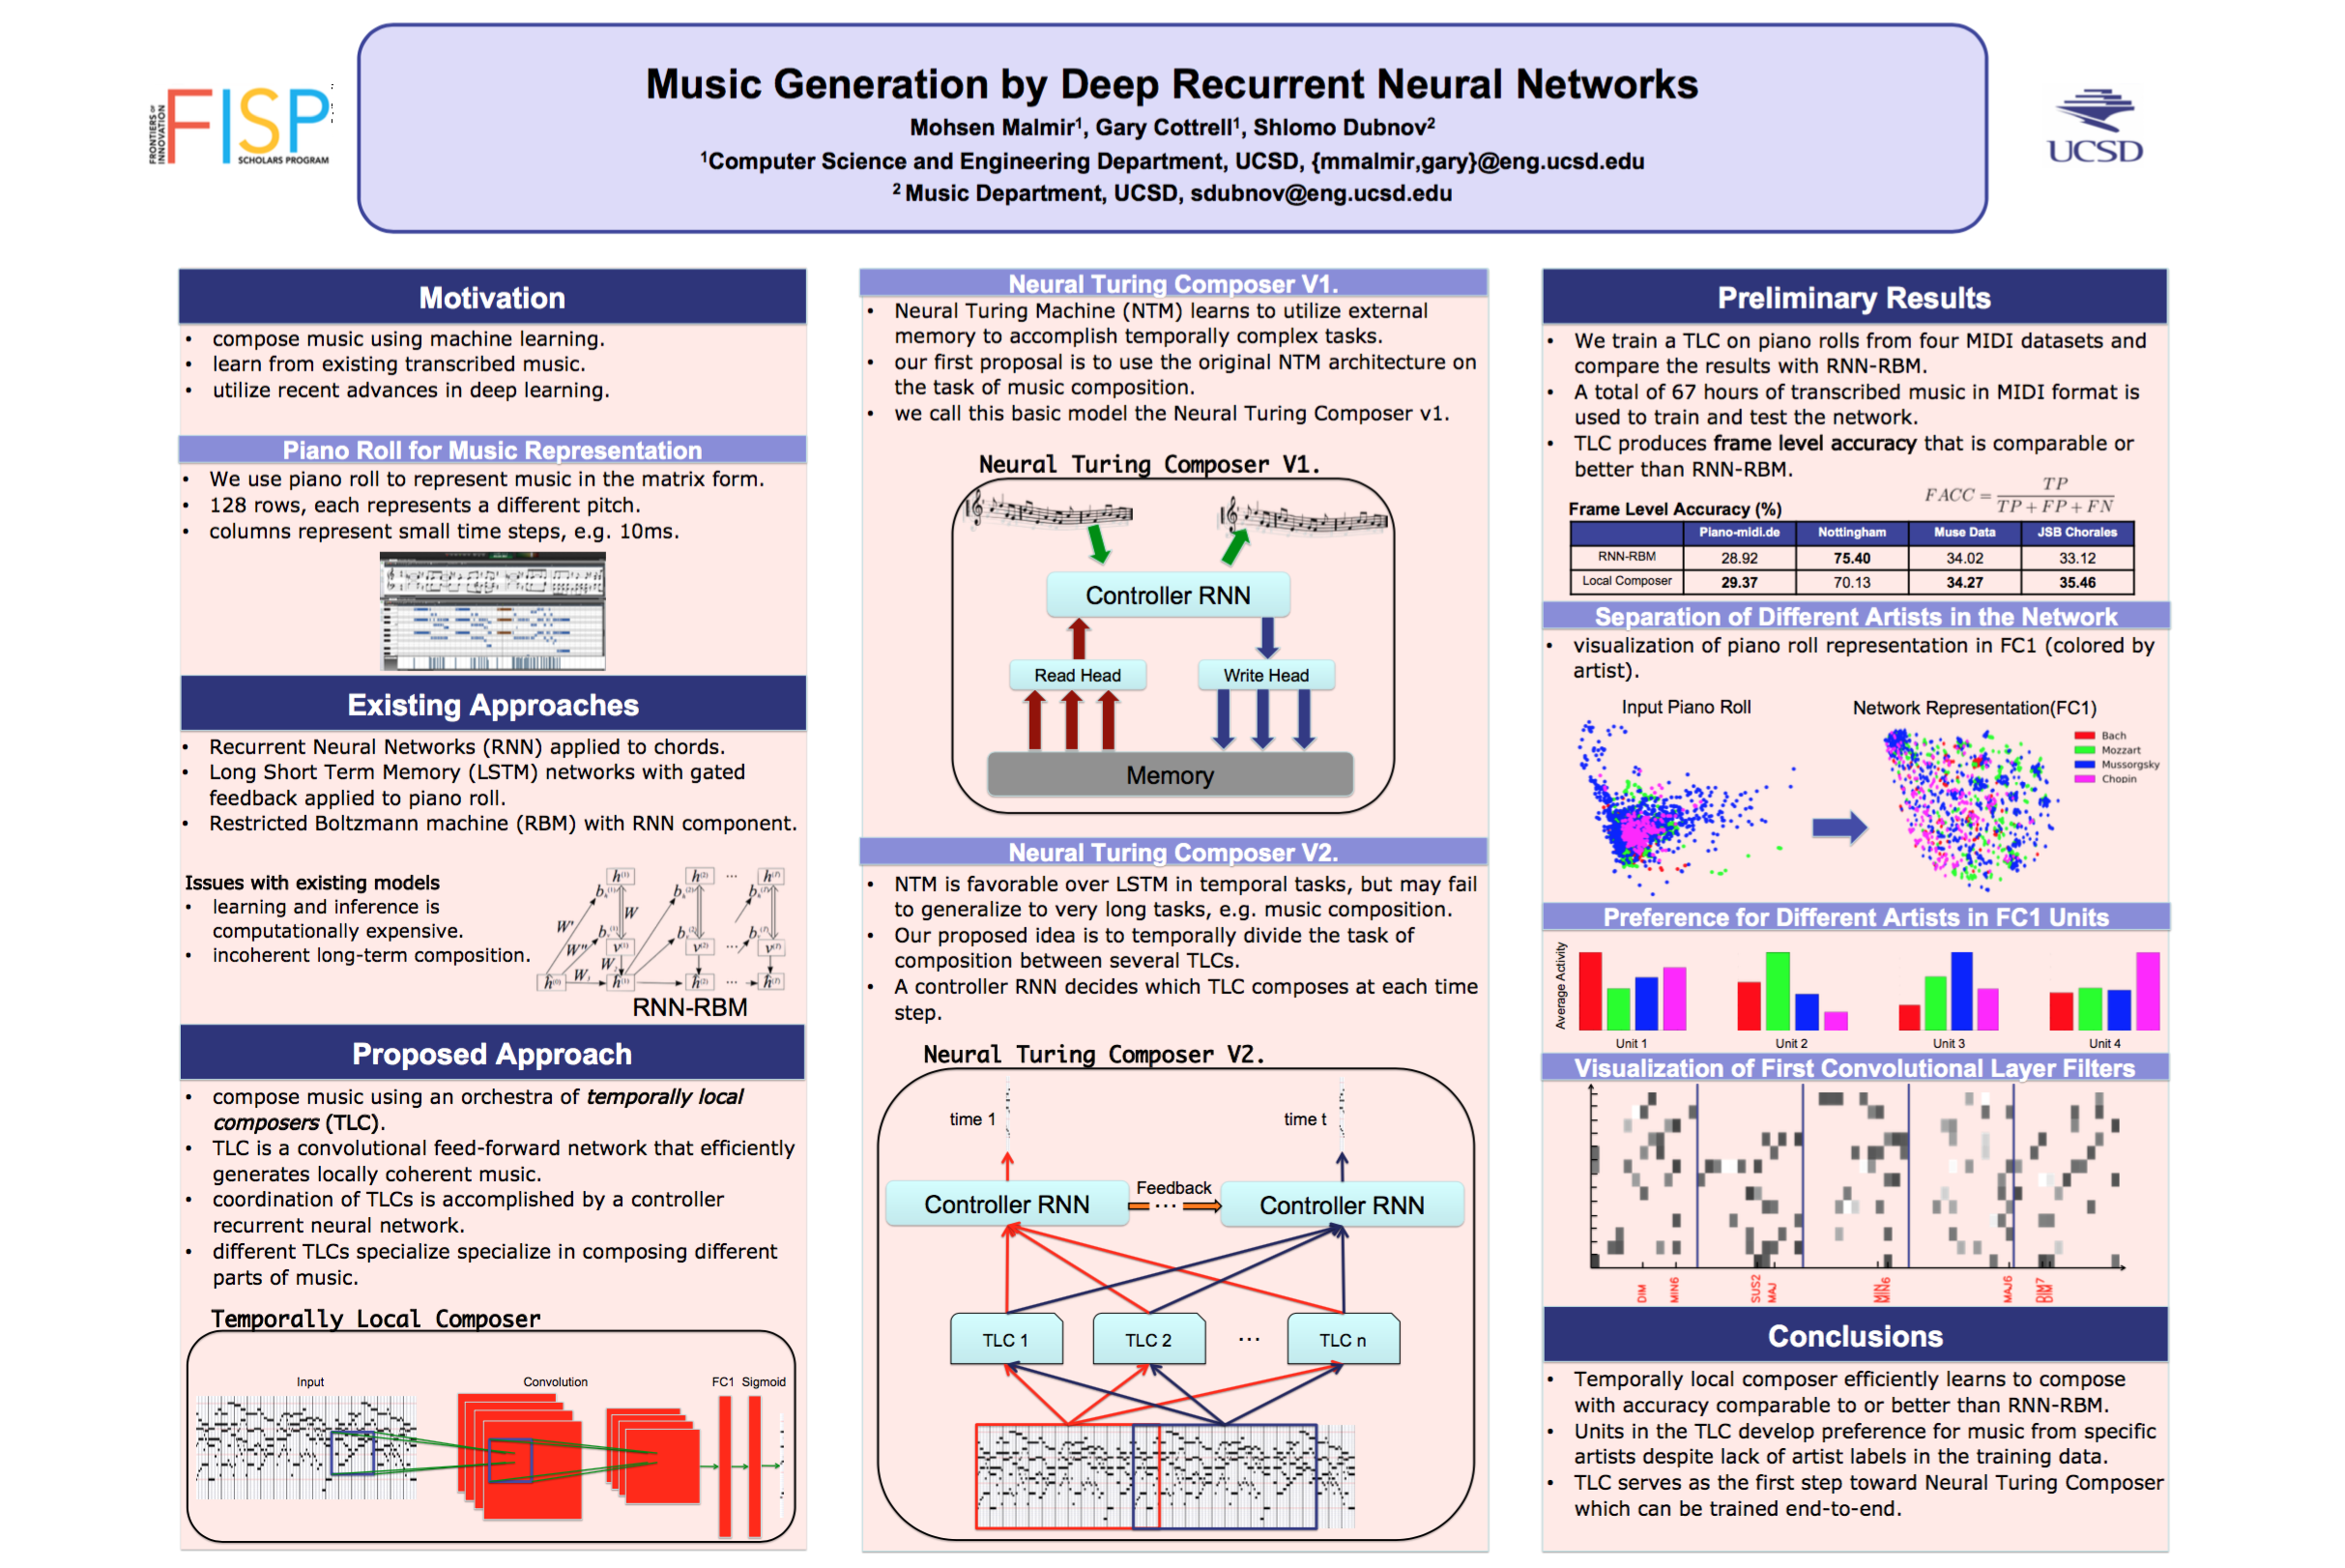 FRONTIERS OF
INNOVATION
FISP
SCHOLARS PROGRAM
Music Generation by Deep Recurrent Neural Networks
Mohsen Malmir¹, Gary Cottrell¹, Shlomo Dubnov²
¹Computer Science and Engineering Department, UCSD, {mmalmir,gary}@eng.ucsd.edu
² Music Department, UCSD, sdubnov@eng.ucsd.edu
UCSD
Motivation
• compose music using machine learning.
• learn from existing transcribed music.
• utilize recent advances in deep learning.
Piano Roll for Music Representation
• We use piano roll to represent music in the matrix form.
• 128 rows, each represents a different pitch.
• columns represent small time steps, e.g. 10ms.
Existing Approaches
• Recurrent Neural Networks (RNN) applied to chords.
• Long Short Term Memory (LSTM) networks with gated
feedback applied to piano roll.
• Restricted Boltzmann machine (RBM) with RNN component.
Issues with existing models
• learning and inference is
computationally expensive.
• incoherent long-term composition.
RNN-RBM
Proposed Approach
• compose music using an orchestra of temporally local
composers (TLC).
• TLC is a convolutional feed-forward network that efficiently
generates locally coherent music.
• coordination of TLCs is accomplished by a controller
recurrent neural network.
• different TLCs specialize specialize in composing different
parts of music.
Temporally Local Composer
Input Convolution FC1 Sigmoid
Neural Turing Composer V1.
• Neural Turing Machine (NTM) learns to utilize external
memory to accomplish temporally complex tasks.
• our first proposal is to use the original NTM architecture on
the task of music composition.
• we call this basic model the Neural Turing Composer v1.
Neural Turing Composer V1.
Controller RNN
Read Head Write Head
Memory
Neural Turing Composer V2.
• NTM is favorable over LSTM in temporal tasks, but may fail
to generalize to very long tasks, e.g. music composition.
• Our proposed idea is to temporally divide the task of
composition between several TLCs.
• A controller RNN decides which TLC composes at each time
step.
Neural Turing Composer V2.
time 1 time t
Controller RNN Feedback ... Controller RNN
TLC 1 TLC 2 ... TLC n
Preliminary Results
• We train a TLC on piano rolls from four MIDI datasets and
compare the results with RNN-RBM.
• A total of 67 hours of transcribed music in MIDI format is
used to train and test the network.
• TLC produces frame level accuracy that is comparable or
better than RNN-RBM.
FACC = TP / (TP + FP + FN)
Frame Level Accuracy (%)
Piano-midi.de Nottingham Muse Data JSB Chorales
RNN-RBM 28.92 75.40 34.02 33.12
Local Composer 29.37 70.13 34.27 35.46
Separation of Different Artists in the Network
• visualization of piano roll representation in FC1 (colored by
artist).
Input Piano Roll Network Representation(FC1)
Bach
Mozzart
Mussorgsky
Chopin
Preference for Different Artists in FC1 Units
Average Activity
Unit 1 Unit 2 Unit 3 Unit 4
Visualization of First Convolutional Layer Filters
DIM MIN6 SUS2 MAJ MIN MIN6 MAJ6 DIM7 DIM
Conclusions
• Temporally local composer efficiently learns to compose
with accuracy comparable to or better than RNN-RBM.
• Units in the TLC develop preference for music from specific
artists despite lack of artist labels in the training data.
• TLC serves as the first step toward Neural Turing Composer
which can be trained end-to-end.